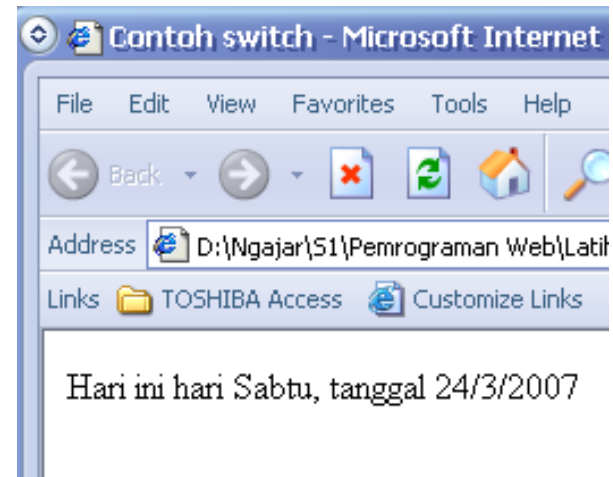 Contoh switch - Microsoft Internet
File Edit View Favorites Tools Help
Back
Address D:\Ngajar\S1\Pemrograman Web\Latih
Links TOSHIBA Access Customize Links
Hari ini hari Sabtu, tanggal 24/3/2007